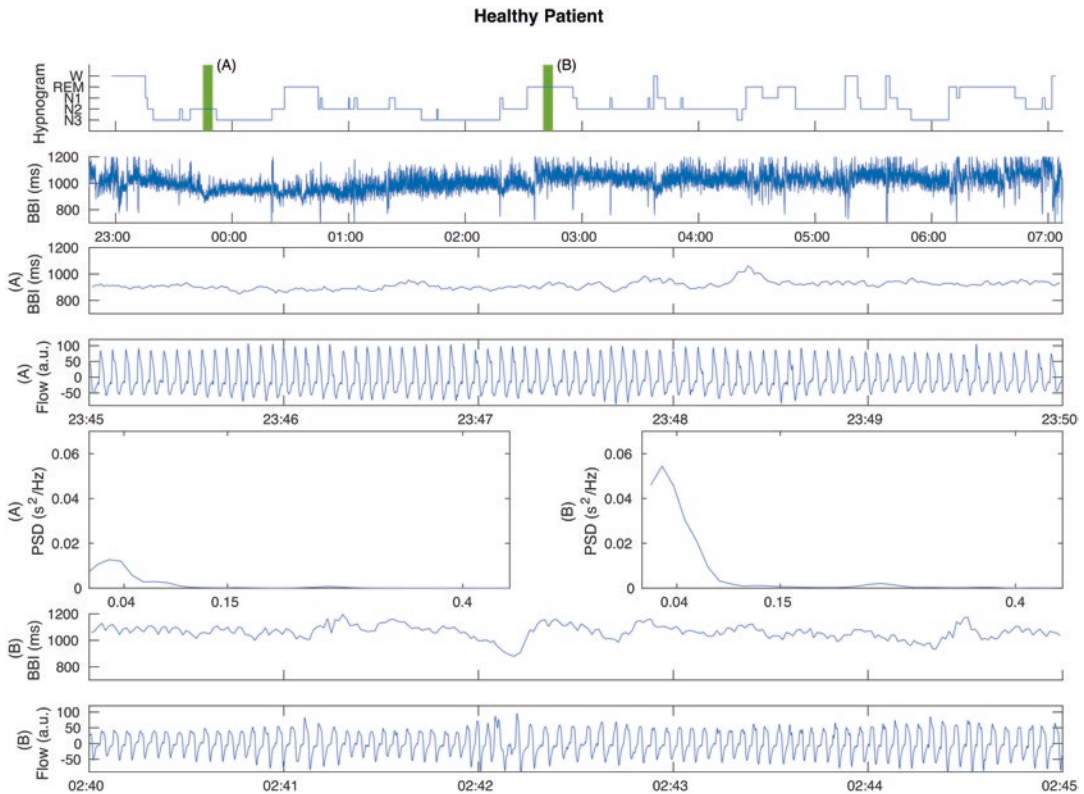 Healthy Patient
Hypnogram
W
REM
N1
N2
N3
(A)
(B)
BBI (ms)
1200
1000
800
23:00 00:00 01:00 02:00 03:00 04:00 05:00 06:00 07:00
(A)
BBI (ms)
1200
1000
800
(A)
Flow (a.u.)
100
50
0
-50
23:45 23:46 23:47 23:48 23:49 23:50
(A)
PSD (s²/Hz)
0.06
0.04
0.02
0
0.04 0.15 0.4
(B)
PSD (s²/Hz)
0.06
0.04
0.02
0
0.04 0.15 0.4
(B)
BBI (ms)
1200
1000
800
(B)
Flow (a.u.)
100
50
0
-50
02:40 02:41 02:42 02:43 02:44 02:45